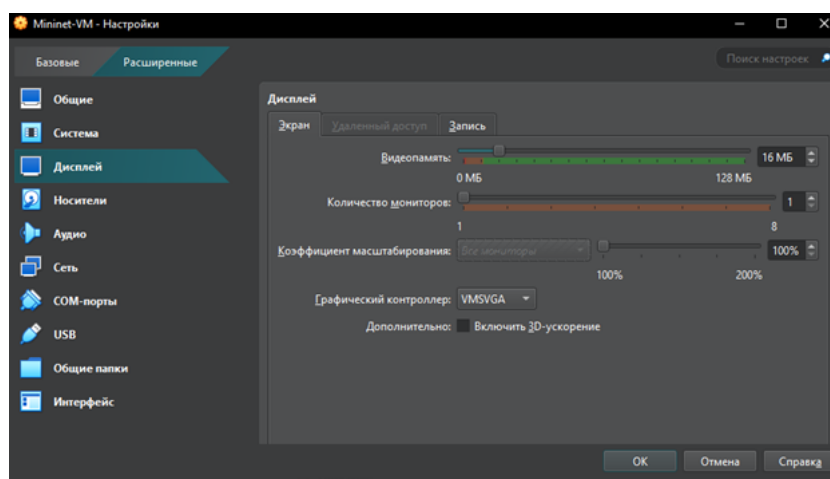 Mininet-VM - Настройки
Базовые Расширенные Поиск настроек
Общие
Система
Дисплей
Носители
Аудио
Сеть
COM-порты
USB
Общие папки
Интерфейс
Дисплей
Экран Удаленный доступ Запись
Видеопамять: 16 МБ
0 МБ 128 МБ
Количество мониторов: 1
1 8
Коэффициент масштабирования: Все мониторы 100%
100% 200%
Графический контроллер: VMSVGA
Дополнительно: Включить 3D-ускорение
OK Отмена Справка